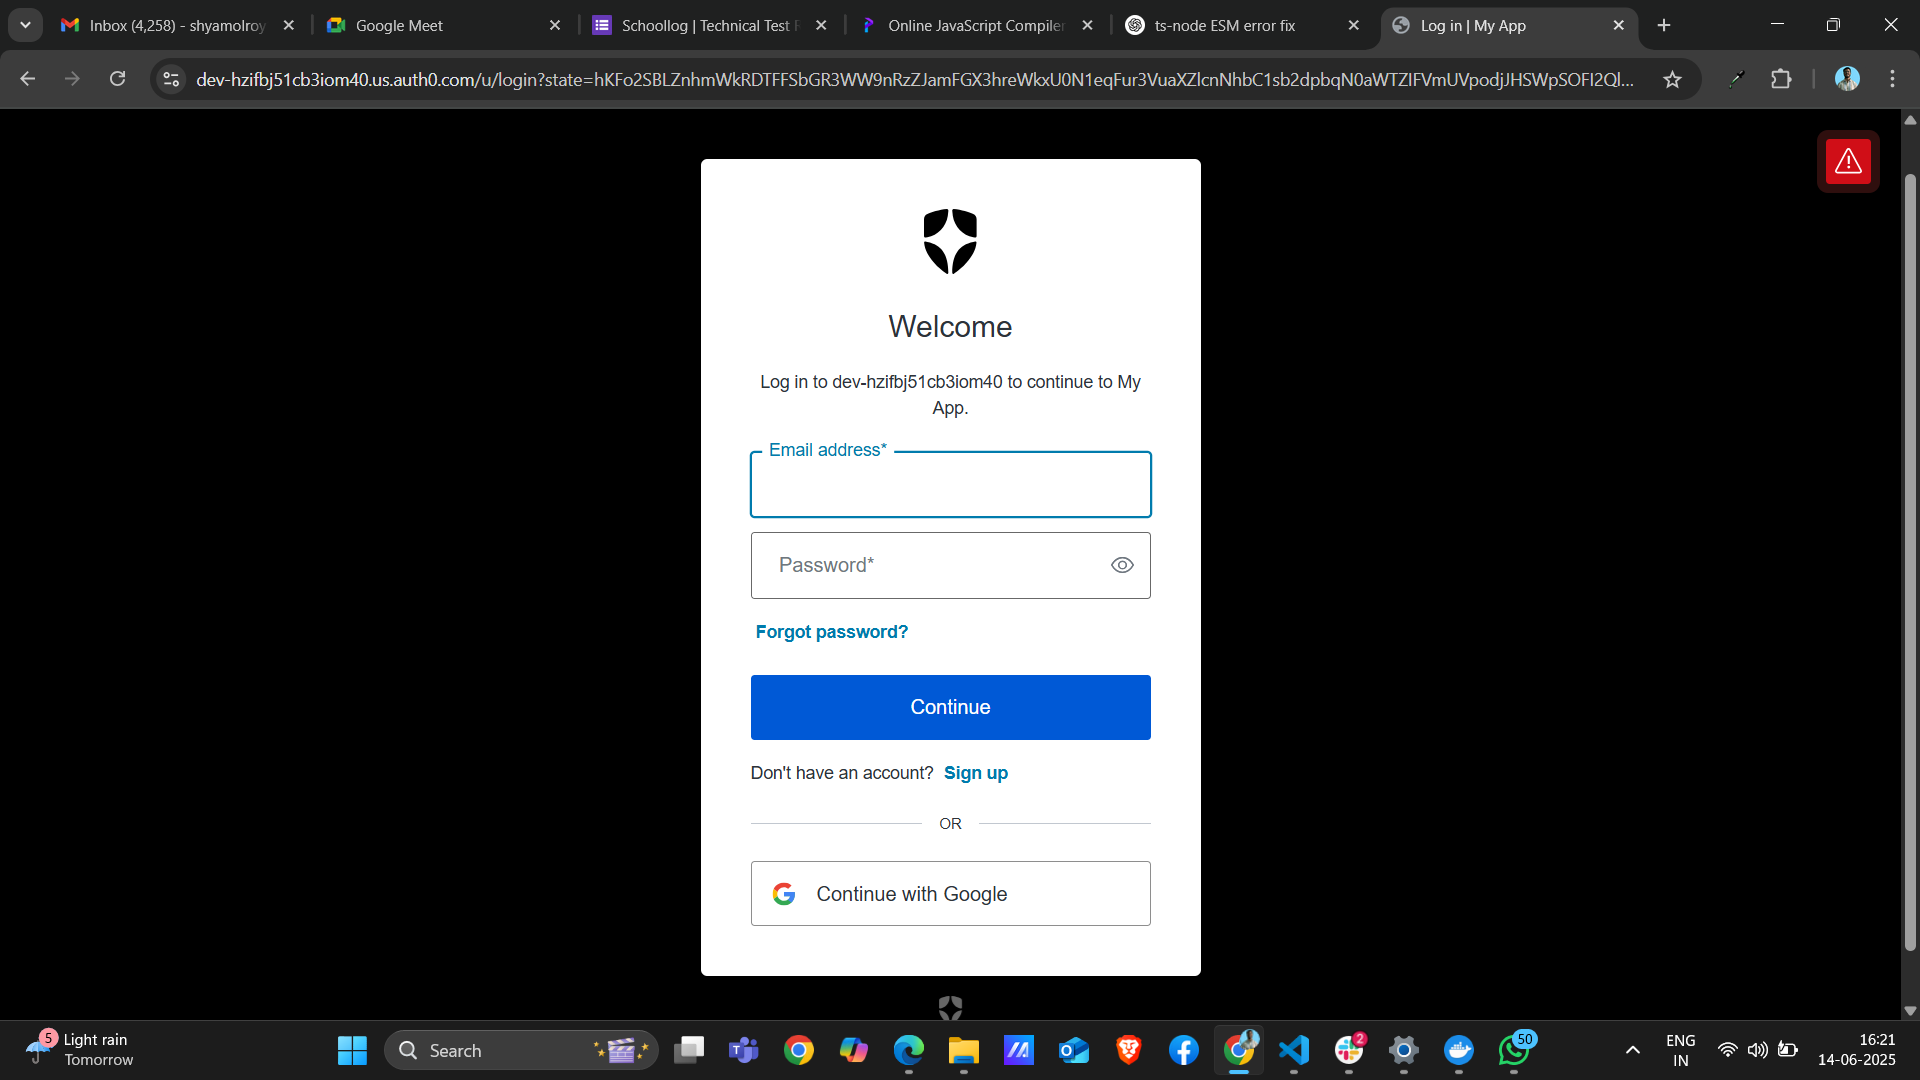 Inbox (4,258) - shyamolroy
Google Meet
Schoollog | Technical Test
Online JavaScript Compiler
ts-node ESM error fix
Log in | My App
dev-hzifbj51cb3iom40.us.auth0.com/u/login?state=hKFo2SBLZnhmWkRDTFFSbGR3WW9nRzZJamFGX3hreWkxU0N1eqFur3VuaXZlcnNhbC1sb2dpbqN0aWTZIFVmUVpodjJHSWpSOFI2Ql...
Welcome
Log in to dev-hzifbj51cb3iom40 to continue to My
App.
Email address*
Password*
Forgot password?
Continue
Don't have an account? Sign up
OR
Continue with Google
5
Light rain
Tomorrow
Search
2
50
ENG
IN
16:21
14-06-2025